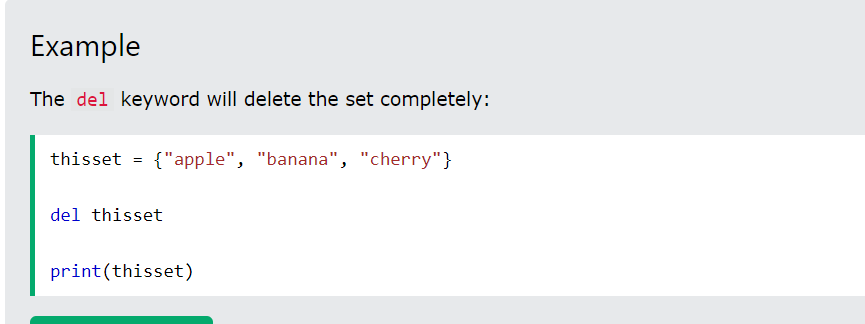 Example
The del keyword will delete the set completely:
thisset = {"apple", "banana", "cherry"}
del thisset
print(thisset)